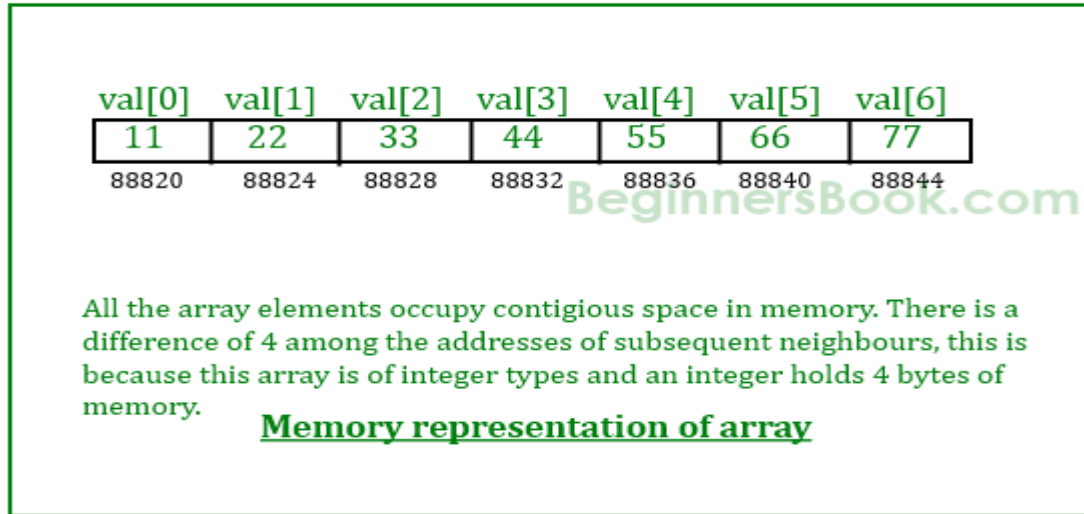 val[0] val[1] val[2] val[3] val[4] val[5] val[6]
11 22 33 44 55 66 77
88820 88824 88828 88832 88836 88840 88844
BeginnersBook.com
All the array elements occupy contigious space in memory. There is a
difference of 4 among the addresses of subsequent neighbours, this is
because this array is of integer types and an integer holds 4 bytes of
memory.
Memory representation of array